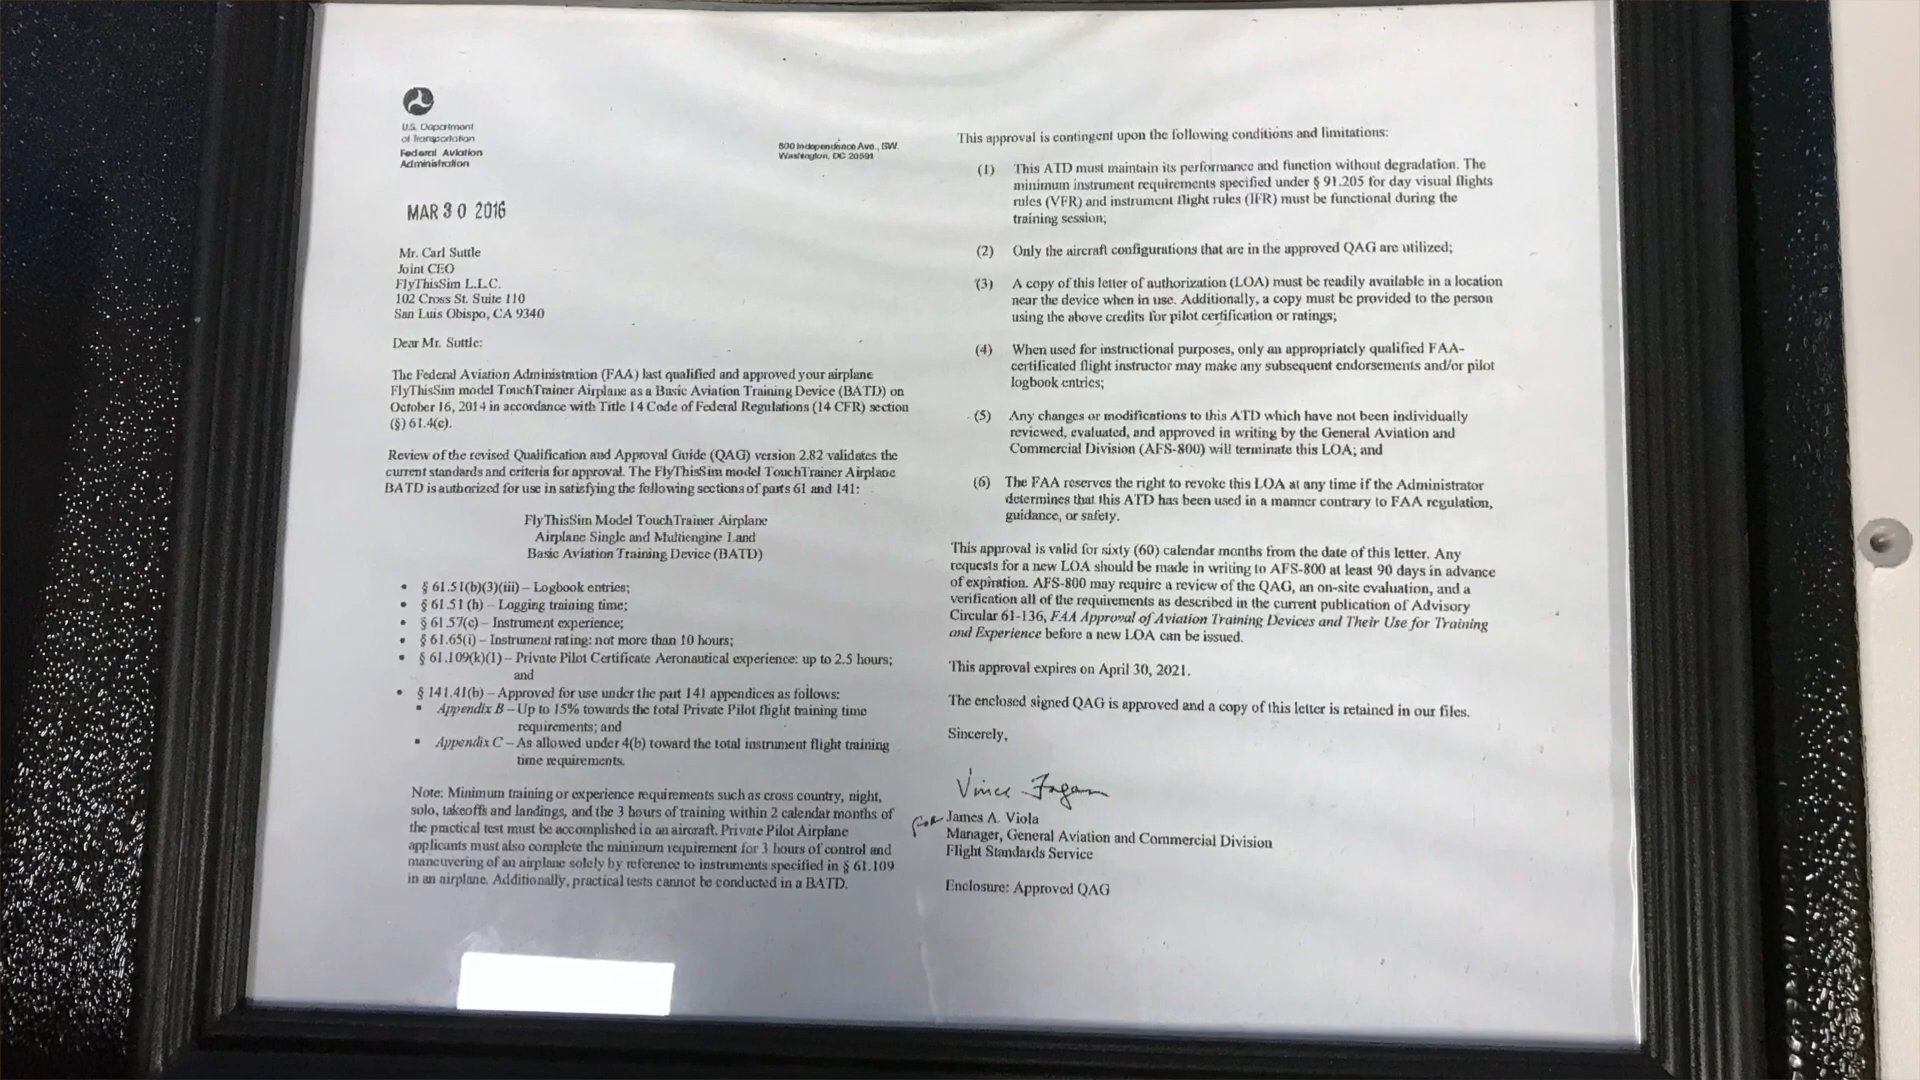 U.S. Department
of Transportation
Federal Aviation
Administration
800 Independence Ave., SW.
Washington, DC 20591
MAR 30 2016
Mr. Carl Suttle
Joint CEO
FlyThisSim L.L.C.
102 Cross St. Suite 110
San Luis Obispo, CA 9340
Dear Mr. Suttle:
The Federal Aviation Administration (FAA) last qualified and approved your airplane
FlyThisSim model TouchTrainer Airplane as a Basic Aviation Training Device (BATD) on
October 16, 2014 in accordance with Title 14 Code of Federal Regulations (14 CFR) section
(§) 61.4(c).
Review of the revised Qualification and Approval Guide (QAG) version 2.82 validates the
current standards and criteria for approval. The FlyThisSim model TouchTrainer Airplane
BATD is authorized for use in satisfying the following sections of parts 61 and 141:
FlyThisSim Model TouchTrainer Airplane
Airplane Single and Multiengine Land
Basic Aviation Training Device (BATD)
• § 61.51(b)(3)(iii) – Logbook entries;
• § 61.51 (h) – Logging training time;
• § 61.57(c) – Instrument experience;
• § 61.65(i) – Instrument rating: not more than 10 hours;
• § 61.109(k)(1) – Private Pilot Certificate Aeronautical experience: up to 2.5 hours;
and
• § 141.41(b) – Approved for use under the part 141 appendices as follows:
▪ Appendix B – Up to 15% towards the total Private Pilot flight training time
requirements; and
▪ Appendix C – As allowed under 4(b) toward the total instrument flight training
time requirements.
Note: Minimum training or experience requirements such as cross country, night,
solo, takeoffs and landings, and the 3 hours of training within 2 calendar months of
the practical test must be accomplished in an aircraft. Private Pilot Airplane
applicants must also complete the minimum requirement for 3 hours of control and
maneuvering of an airplane solely by reference to instruments specified in § 61.109
in an airplane. Additionally, practical tests cannot be conducted in a BATD.
This approval is contingent upon the following conditions and limitations:
(1) This ATD must maintain its performance and function without degradation. The
minimum instrument requirements specified under § 91.205 for day visual flights
rules (VFR) and instrument flight rules (IFR) must be functional during the
training session;
(2) Only the aircraft configurations that are in the approved QAG are utilized;
(3) A copy of this letter of authorization (LOA) must be readily available in a location
near the device when in use. Additionally, a copy must be provided to the person
using the above credits for pilot certification or ratings;
(4) When used for instructional purposes, only an appropriately qualified FAA-
certificated flight instructor may make any subsequent endorsements and/or pilot
logbook entries;
(5) Any changes or modifications to this ATD which have not been individually
reviewed, evaluated, and approved in writing by the General Aviation and
Commercial Division (AFS-800) will terminate this LOA; and
(6) The FAA reserves the right to revoke this LOA at any time if the Administrator
determines that this ATD has been used in a manner contrary to FAA regulation,
guidance, or safety.
This approval is valid for sixty (60) calendar months from the date of this letter. Any
requests for a new LOA should be made in writing to AFS-800 at least 90 days in advance
of expiration. AFS-800 may require a review of the QAG, an on-site evaluation, and a
verification all of the requirements as described in the current publication of Advisory
Circular 61-136, FAA Approval of Aviation Training Devices and Their Use for Training
and Experience before a new LOA can be issued.
This approval expires on April 30, 2021.
The enclosed signed QAG is approved and a copy of this letter is retained in our files.
Sincerely,
Vince Fagan
for James A. Viola
Manager, General Aviation and Commercial Division
Flight Standards Service
Enclosure: Approved QAG